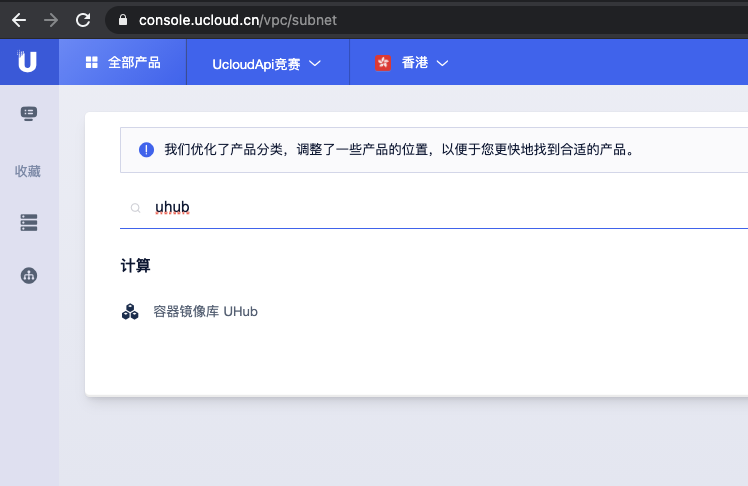 console.ucloud.cn/vpc/subnet
全部产品
UcloudApi竞赛
香港
收藏
我们优化了产品分类，调整了一些产品的位置，以便于您更快地找到合适的产品。
uhub
计算
容器镜像库 UHub